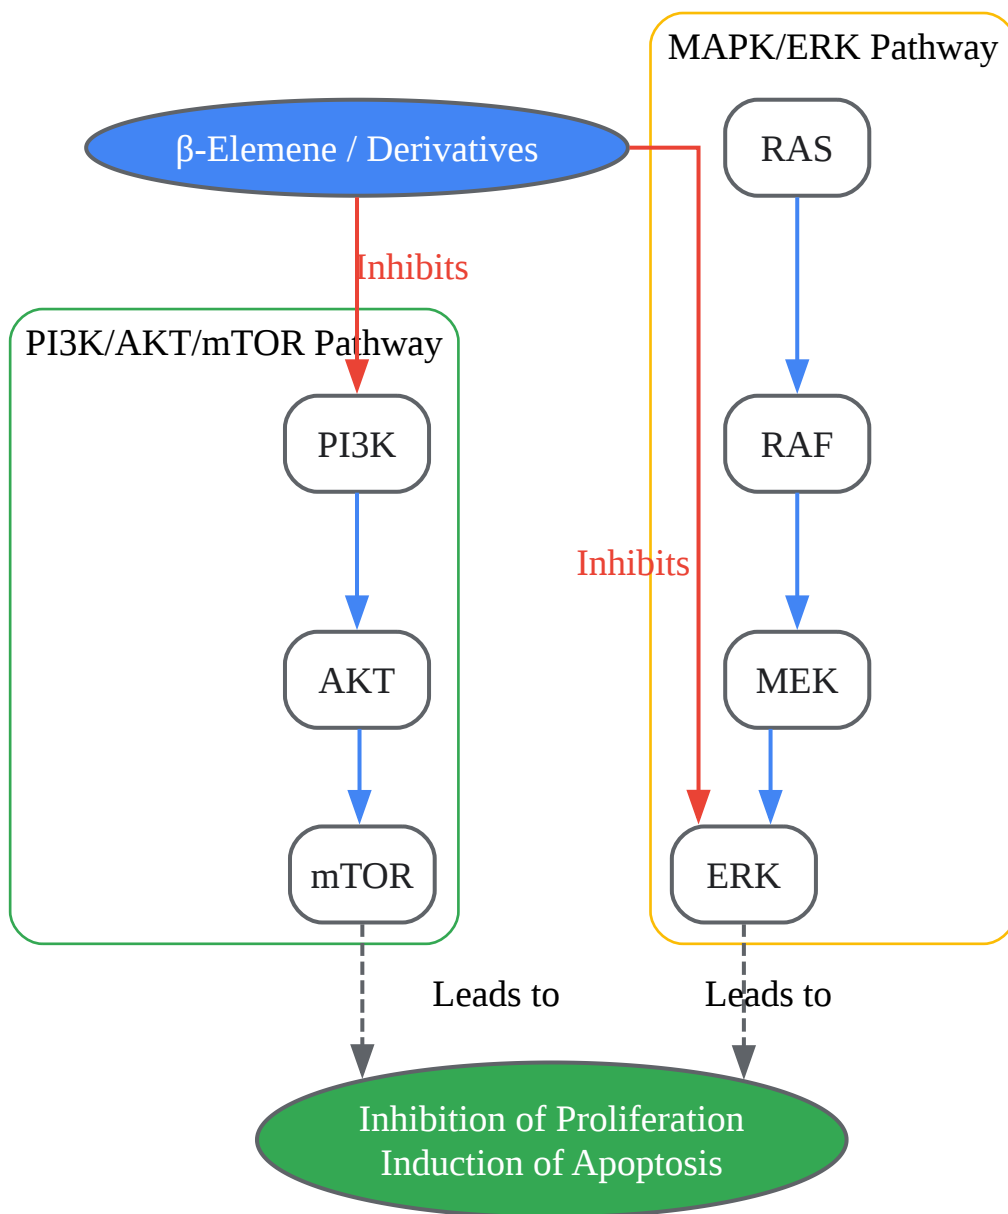 MAPK/ERK Pathway
β-Elemene / Derivatives
RAS
Inhibits
PI3K/AKT/mTOR Pathway
PI3K
RAF
Inhibits
AKT
MEK
mTOR
ERK
Leads to
Leads to
Inhibition of Proliferation
Induction of Apoptosis